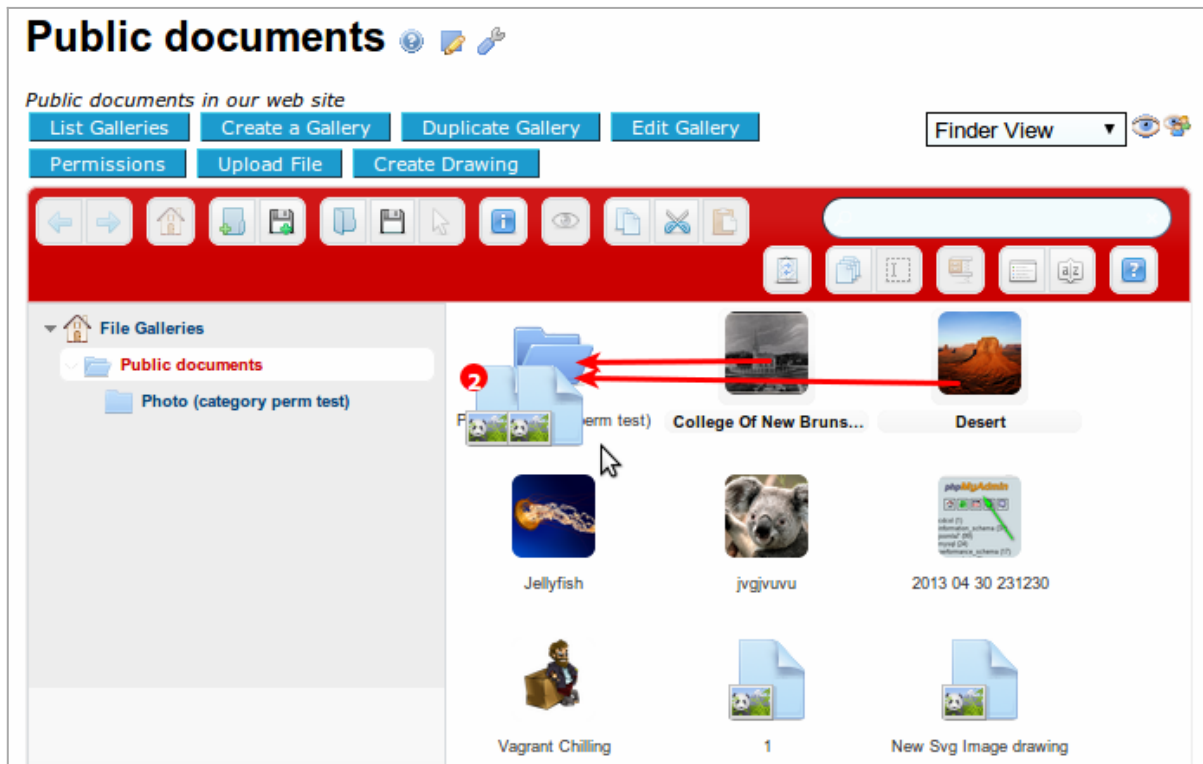 Public documents
Public documents in our web site
List Galleries Create a Gallery Duplicate Gallery Edit Gallery
Finder View
Permissions Upload File Create Drawing
File Galleries
Public documents
Photo (category perm test)
2
erm test) College Of New Bruns... Desert
phpMyAdmin
Jellyfish jvgjvuvu 2013 04 30 231230
Vagrant Chilling 1 New Svg Image drawing